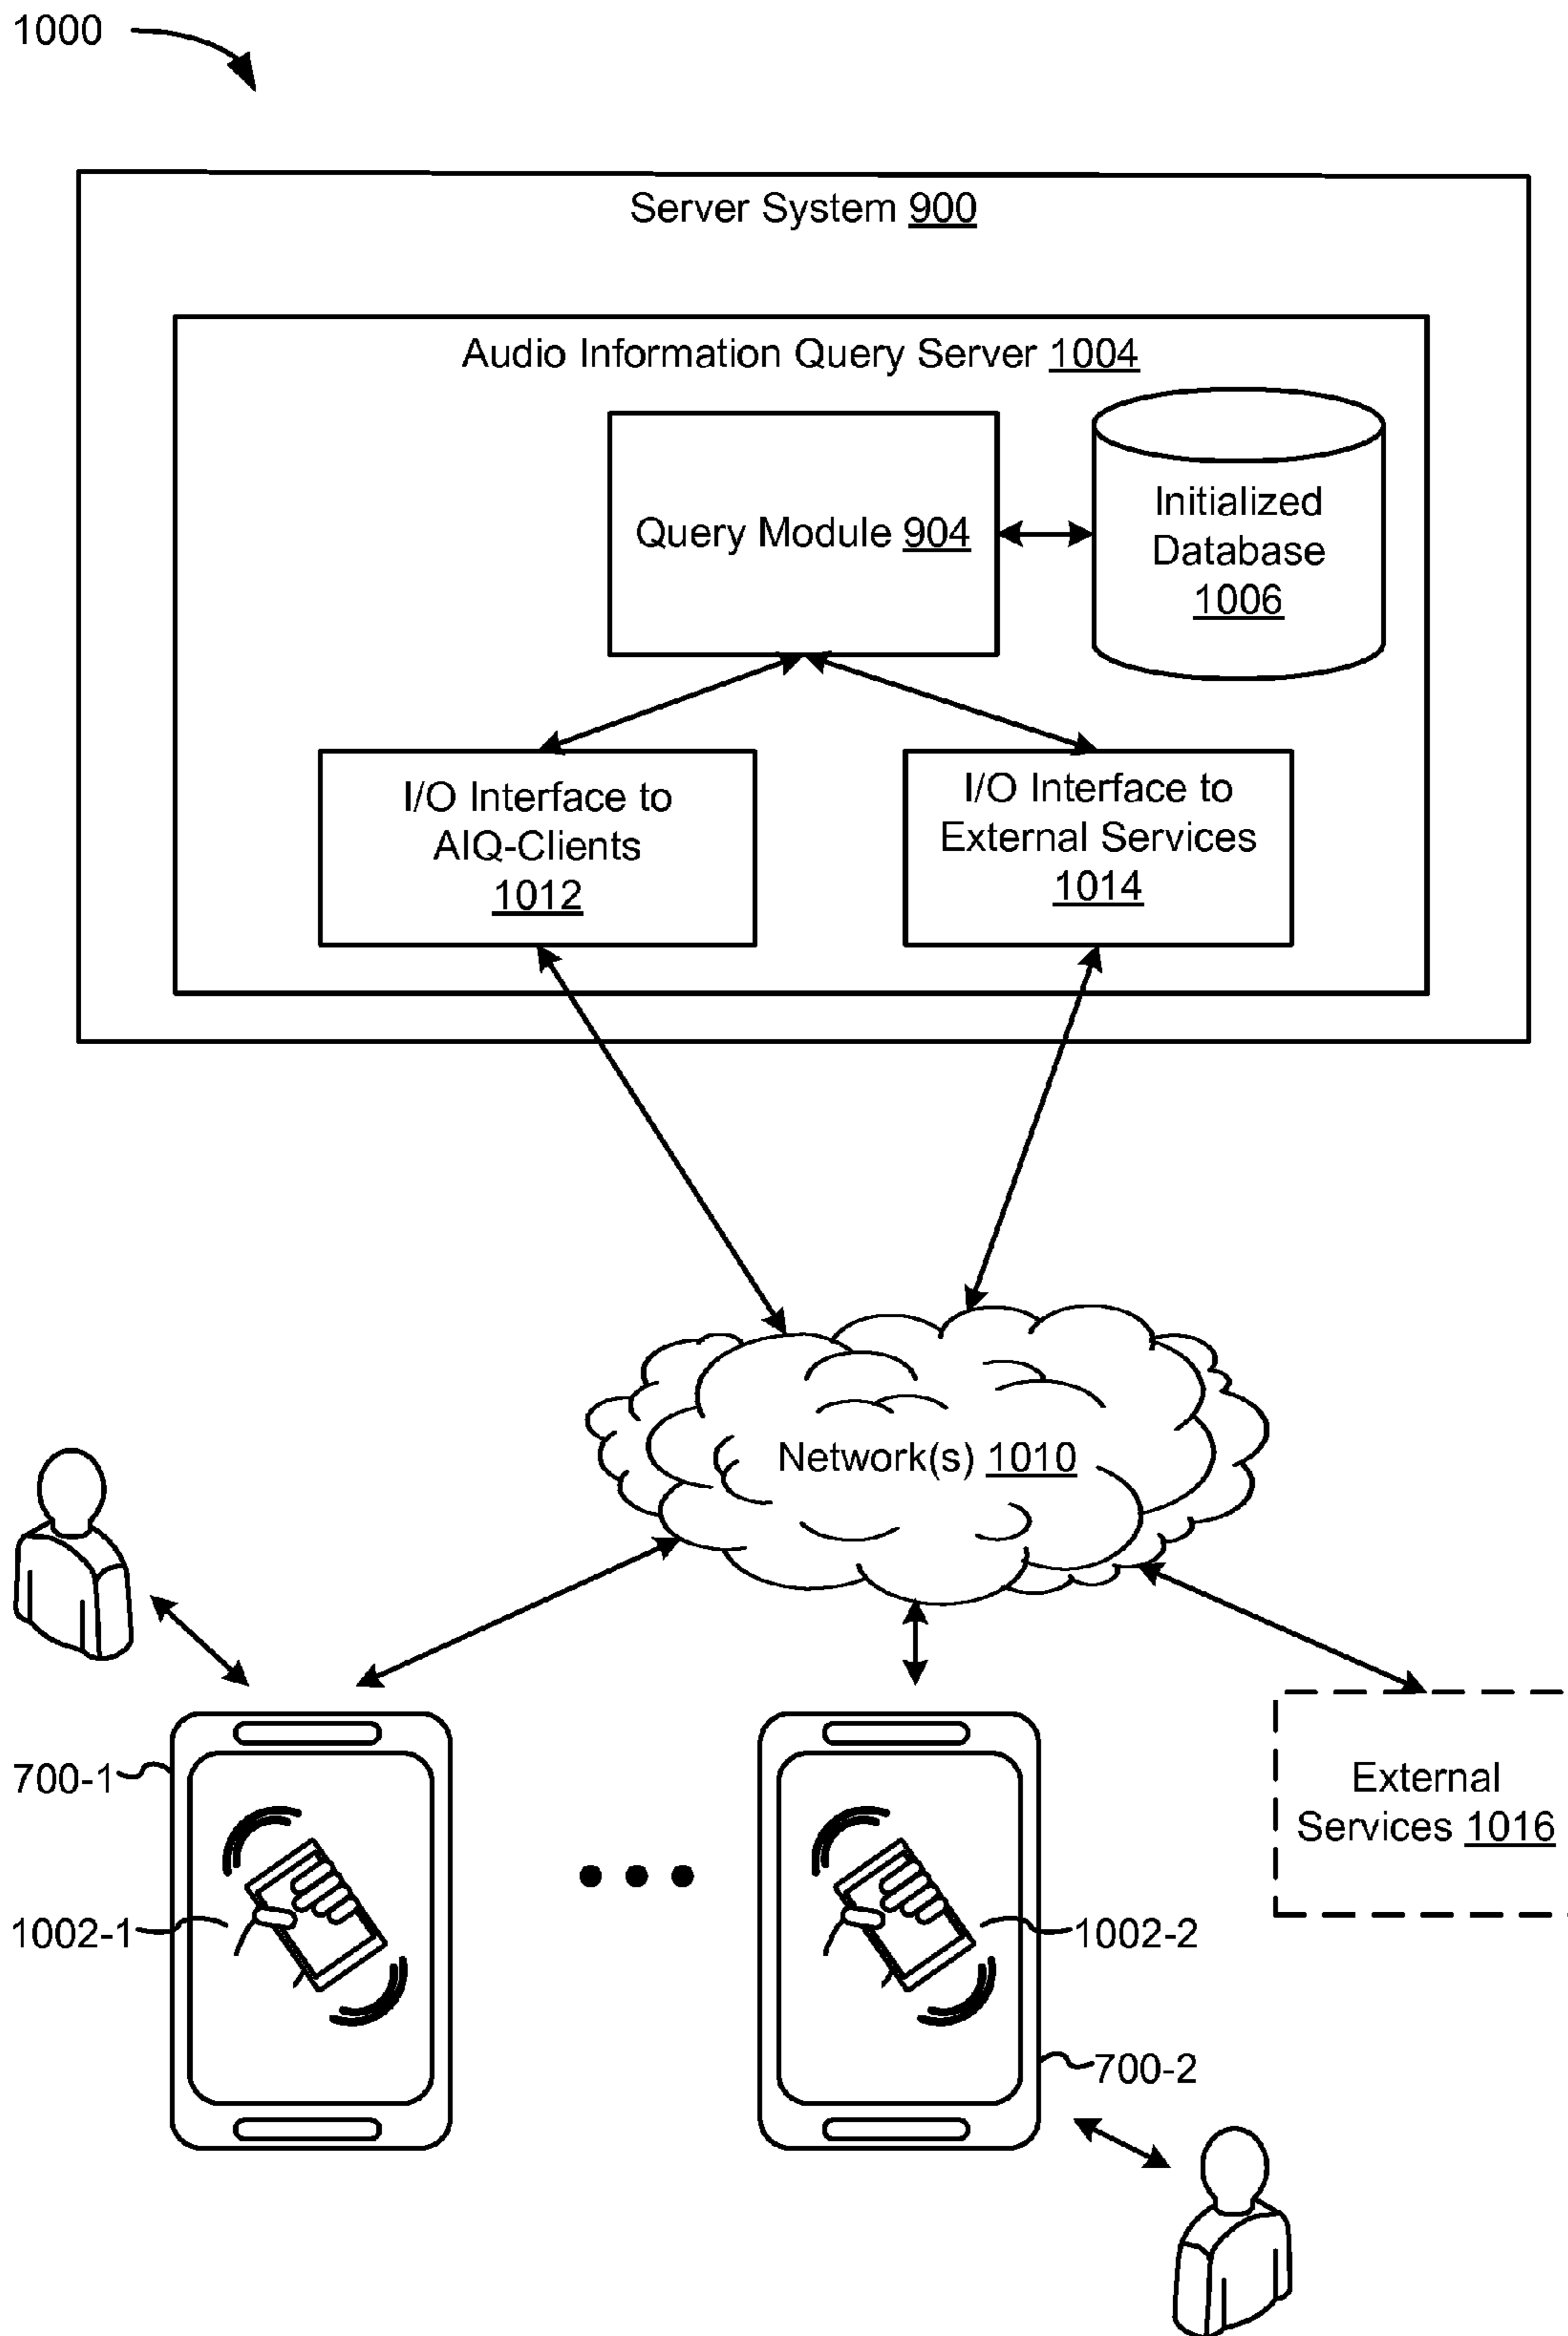 1000
Server System 900
Audio Information Query Server 1004
Query Module 904
Initialized
Database
1006
I/O Interface to
AIQ-Clients
1012
I/O Interface to
External Services
1014
Network(s) 1010
700-1
1002-1
1002-2
700-2
External
Services 1016